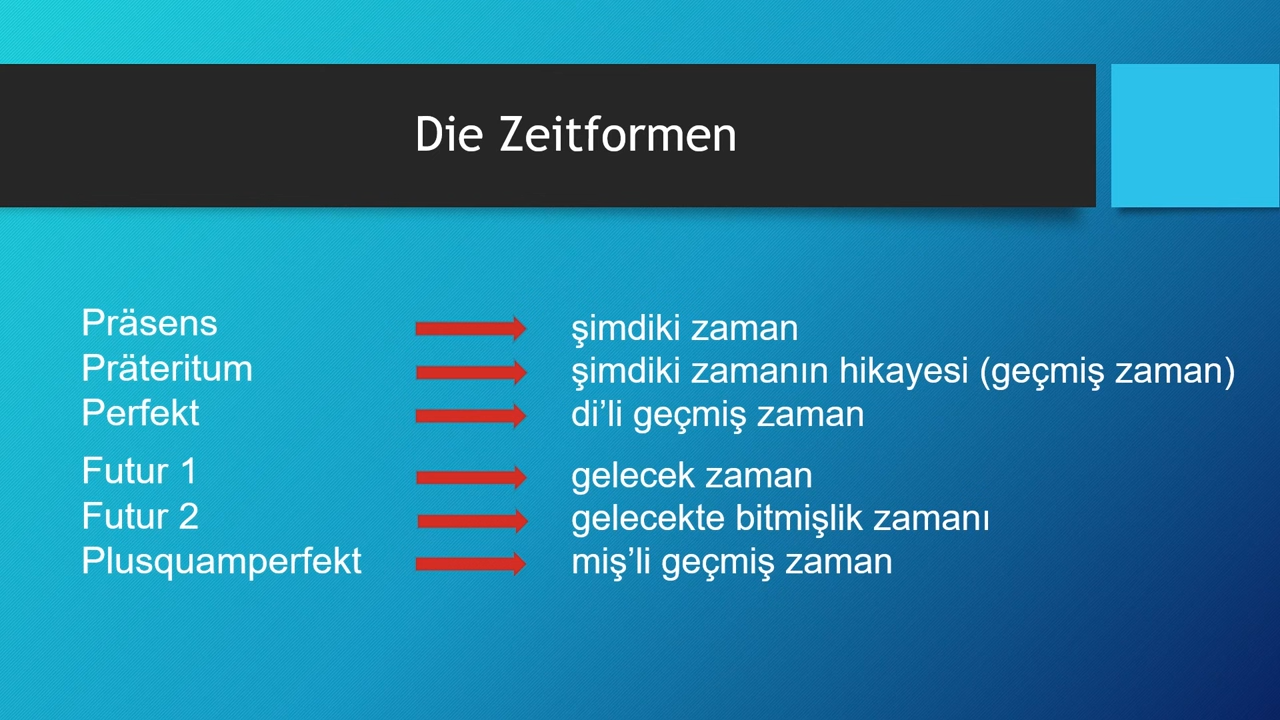 Die Zeitformen
Präsens şimdiki zaman
Präteritum şimdiki zamanın hikayesi (geçmiş zaman)
Perfekt di’li geçmiş zaman
Futur 1 gelecek zaman
Futur 2 gelecekte bitmişlik zamanı
Plusquamperfekt miş’li geçmiş zaman